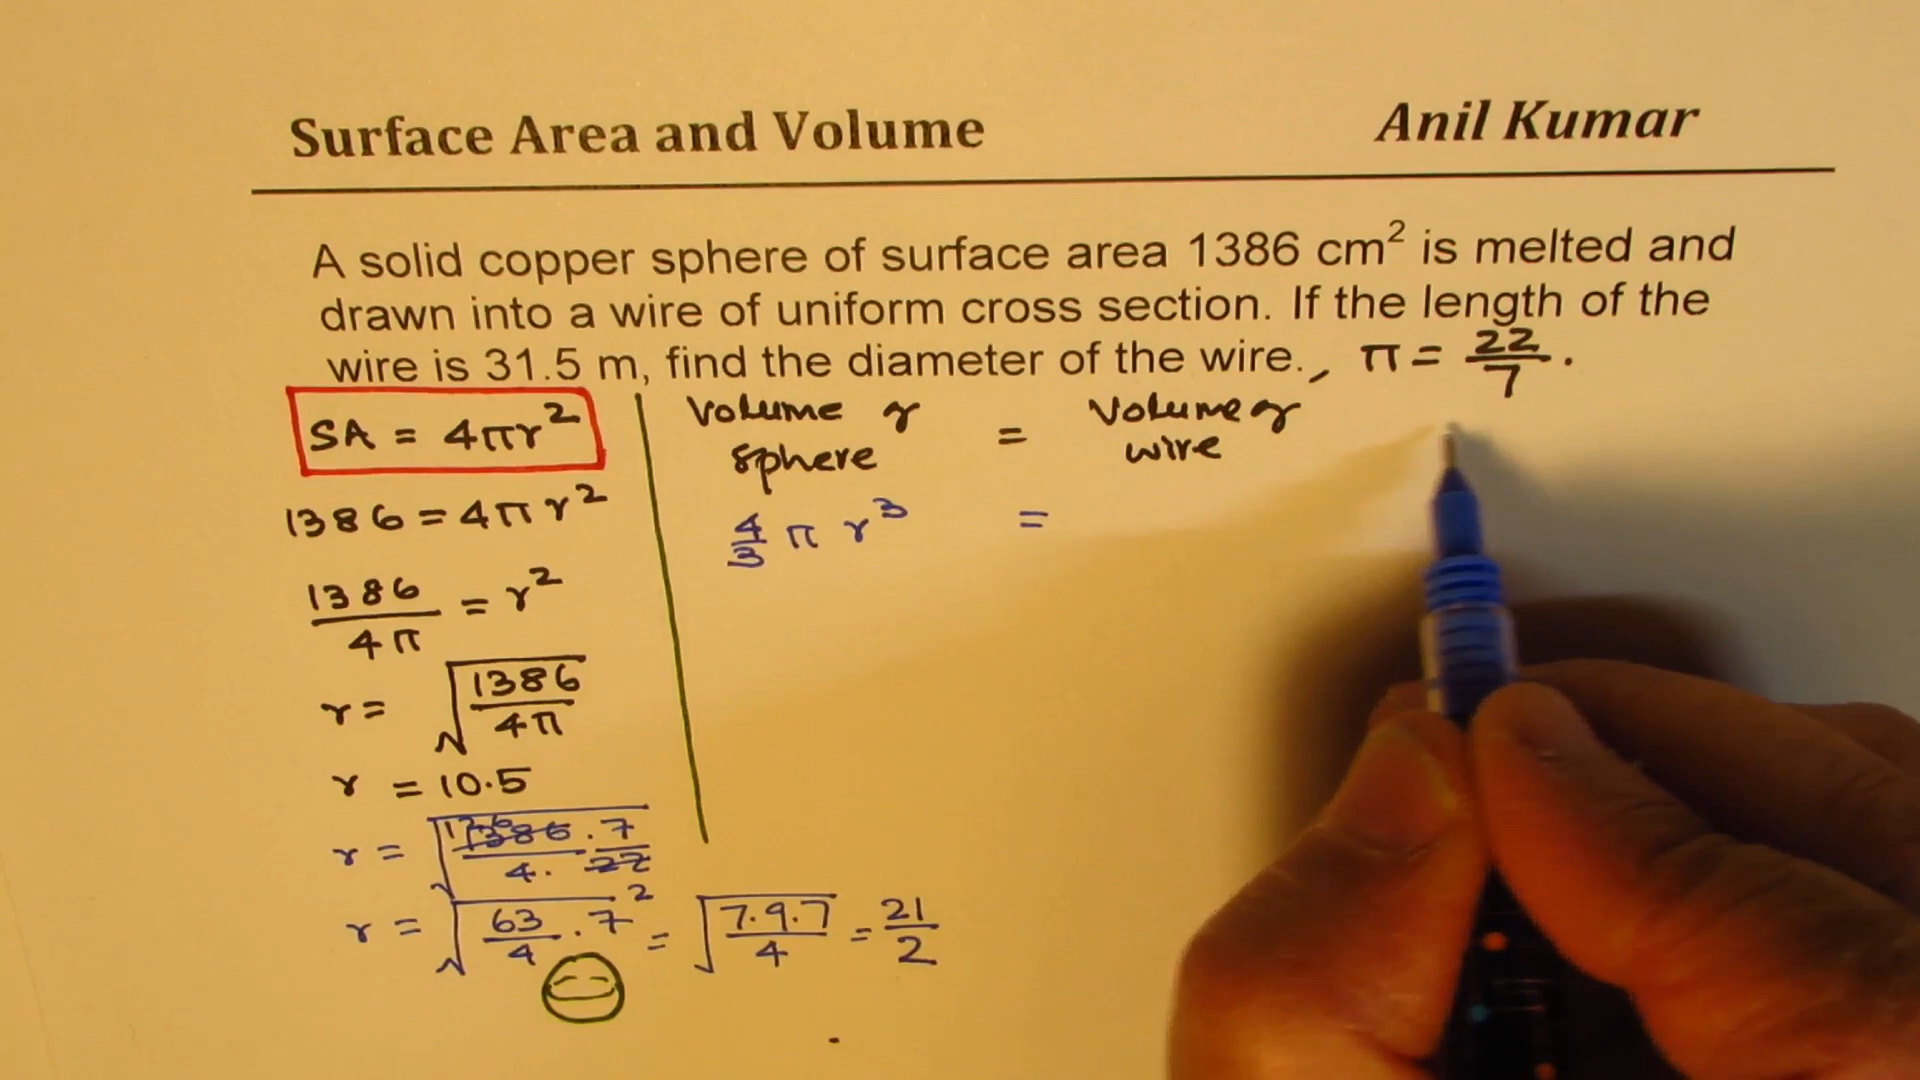 Surface Area and Volume Anil Kumar
A solid copper sphere of surface area 1386 cm² is melted and
drawn into a wire of uniform cross section. If the length of the
wire is 31.5 m, find the diameter of the wire., π = 22/7.
SA = 4πr²
1386 = 4πr²
1386/4π = r²
r = √(1386/4π)
r = 10.5
r = √(1386/4 · 7/22) 126
r = √(63/4 · 7) 2 = √(7.9.7/4) = 21/2
Volume of = Volume of
sphere wire
4/3 π r³ =